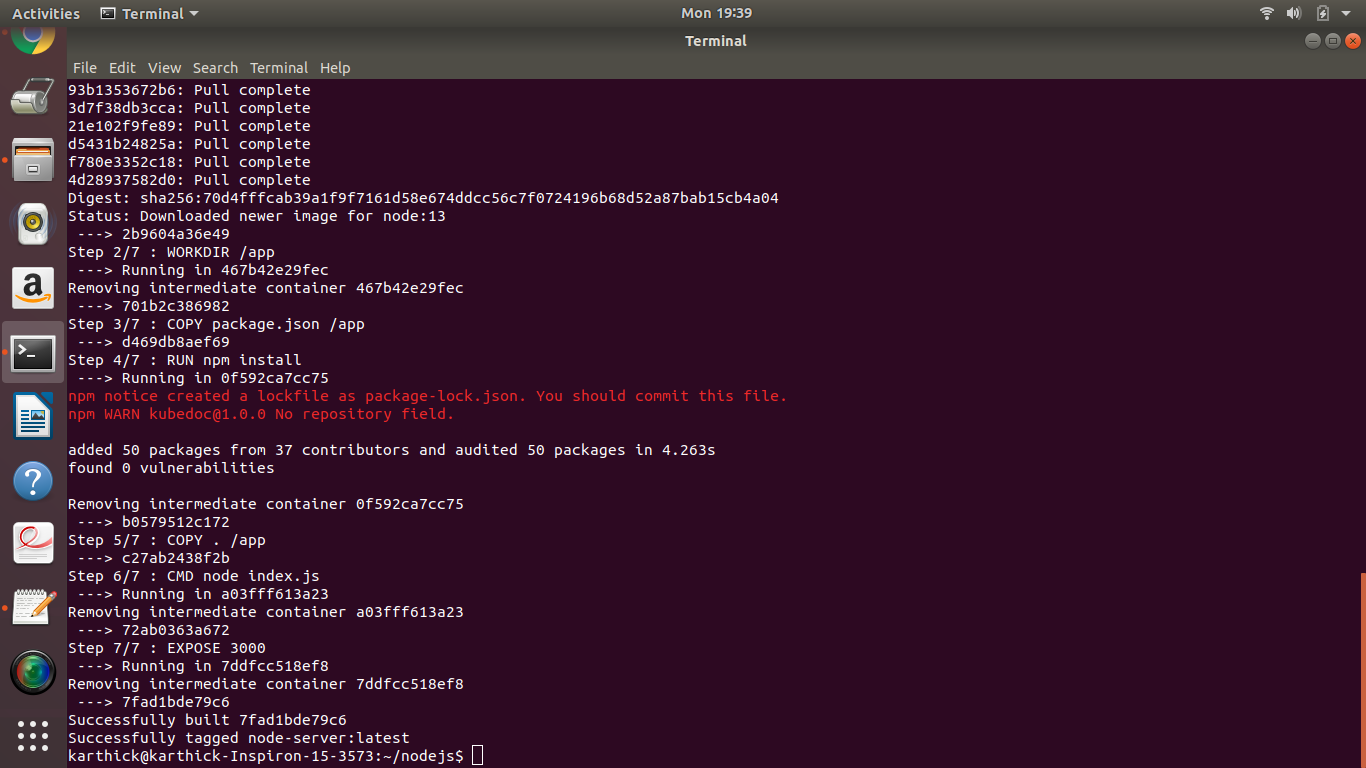 Activities Terminal Mon 19:39
Terminal
File Edit View Search Terminal Help
93b1353672b6: Pull complete
3d7f38db3cca: Pull complete
21e102f9fe89: Pull complete
d5431b24825a: Pull complete
f780e3352c18: Pull complete
4d28937582d0: Pull complete
Digest: sha256:70d4fffcab39a1f9f7161d58e674ddcc56c7f0724196b68d52a87bab15cb4a04
Status: Downloaded newer image for node:13
 ---> 2b9604a36e49
Step 2/7 : WORKDIR /app
 ---> Running in 467b42e29fec
Removing intermediate container 467b42e29fec
 ---> 701b2c386982
Step 3/7 : COPY package.json /app
 ---> d469db8aef69
Step 4/7 : RUN npm install
 ---> Running in 0f592ca7cc75
npm notice created a lockfile as package-lock.json. You should commit this file.
npm WARN kubedoc@1.0.0 No repository field.
added 50 packages from 37 contributors and audited 50 packages in 4.263s
found 0 vulnerabilities
Removing intermediate container 0f592ca7cc75
 ---> b0579512c172
Step 5/7 : COPY . /app
 ---> c27ab2438f2b
Step 6/7 : CMD node index.js
 ---> Running in a03fff613a23
Removing intermediate container a03fff613a23
 ---> 72ab0363a672
Step 7/7 : EXPOSE 3000
 ---> Running in 7ddfcc518ef8
Removing intermediate container 7ddfcc518ef8
 ---> 7fad1bde79c6
Successfully built 7fad1bde79c6
Successfully tagged node-server:latest
karthick@karthick-Inspiron-15-3573:~/nodejs$